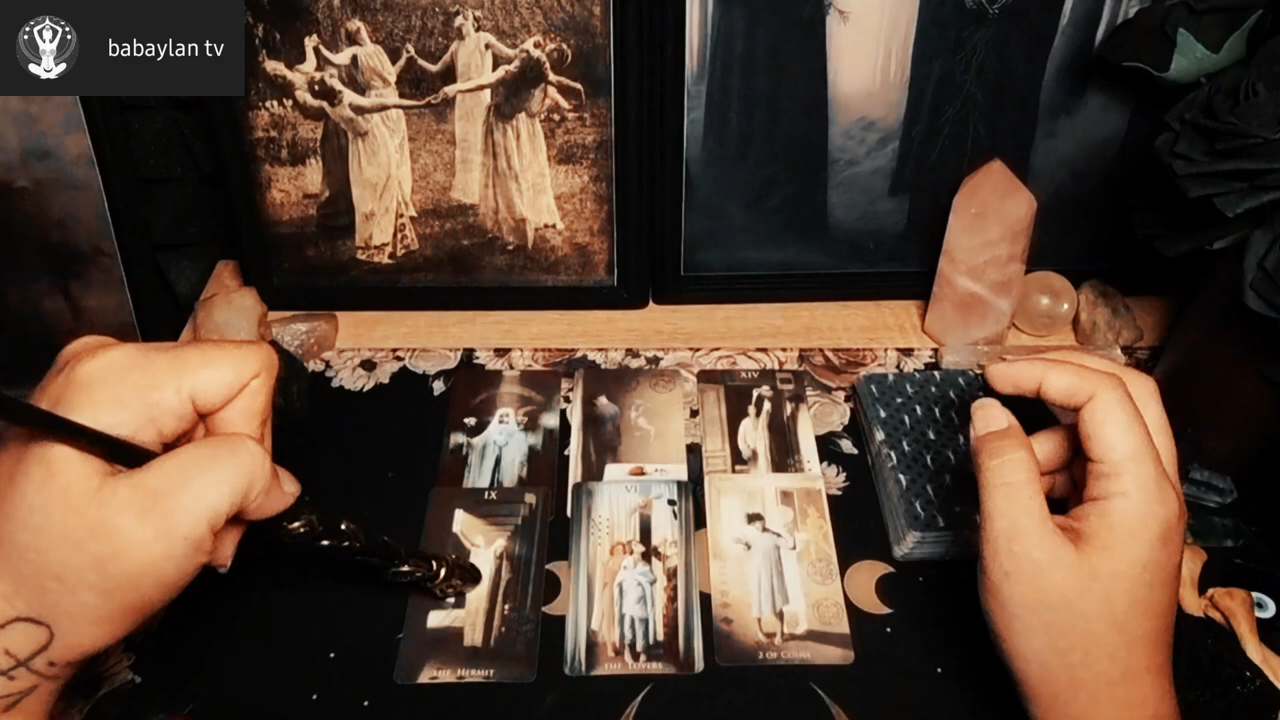 babaylan tv
XIV
IX
VI
THE HERMIT
THE LOVERS
2 OF COINS